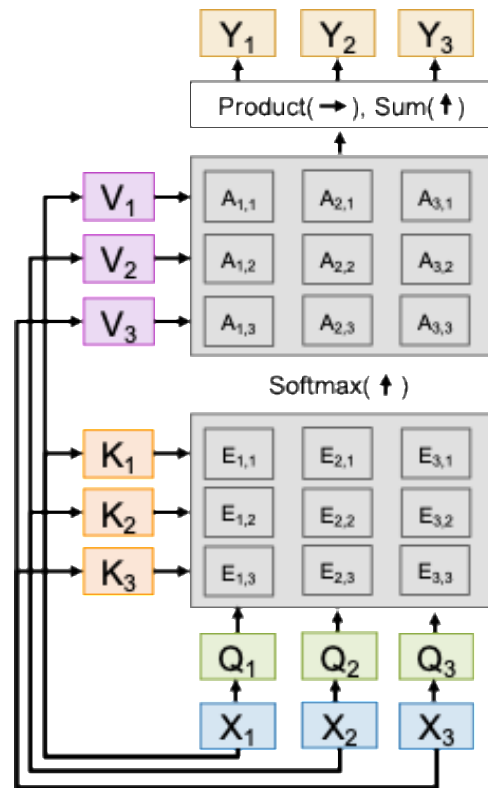 Y₁ Y₂ Y₃
Product(→), Sum(↑)
V₁ A₁,₁ A₂,₁ A₃,₁
V₂ A₁,₂ A₂,₂ A₃,₂
V₃ A₁,₃ A₂,₃ A₃,₃
Softmax(↑)
K₁ E₁,₁ E₂,₁ E₃,₁
K₂ E₁,₂ E₂,₂ E₃,₂
K₃ E₁,₃ E₂,₃ E₃,₃
Q₁ Q₂ Q₃
X₁ X₂ X₃